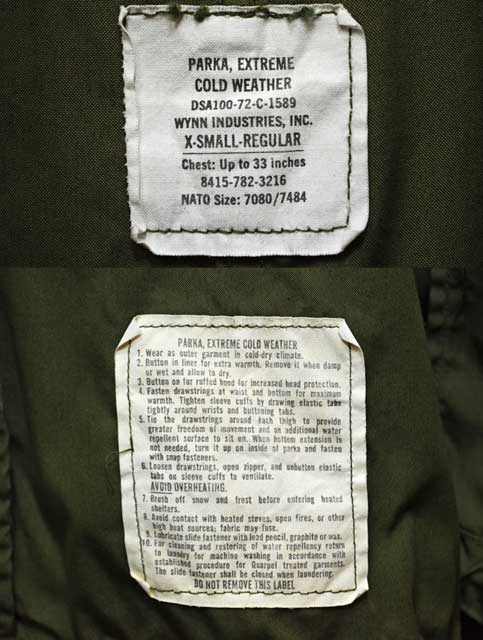 PARKA, EXTREME
COLD WEATHER
DSA100-72-C-1589
WYNN INDUSTRIES, INC.
X-SMALL-REGULAR
Chest: Up to 33 inches
8415-782-3216
NATO Size: 7080/7484
PARKA, EXTREME COLD WEATHER
1. Wear as outer garment in cold-dry climate.
2. Button in liner for extra warmth. Remove it when damp
or wet and allow to dry.
3. Button on fur ruffed hood for increased head protection.
4. Fasten drawstrings at waist and bottom for maximum
warmth. Tighten sleeve cuffs by drawing elastic tabs
tightly around wrists and buttoning tabs.
5. Tie the drawstrings around each thigh to provide
greater freedom of movement and an additional water
repellent surface to sit on. When bottom extension is
not needed, turn it up on inside of parka and fasten
with snap fasteners.
6. Loosen drawstrings, open zipper, and unbutton elastic
tabs on sleeve cuffs to ventilate.
AVOID OVERHEATING.
7. Brush off snow and frost before entering heated
shelters.
8. Avoid contact with heated stoves, open fires, or other
high heat sources; fabric may fuse.
9. Lubricate slide fastener with lead pencil, graphite or wax.
10. For cleaning and restoring of water repellency return
to laundry for machine washing in accordance with
established procedure for Quarpel treated garments.
The slide fastener shall be closed when laundering.
DO NOT REMOVE THIS LABEL